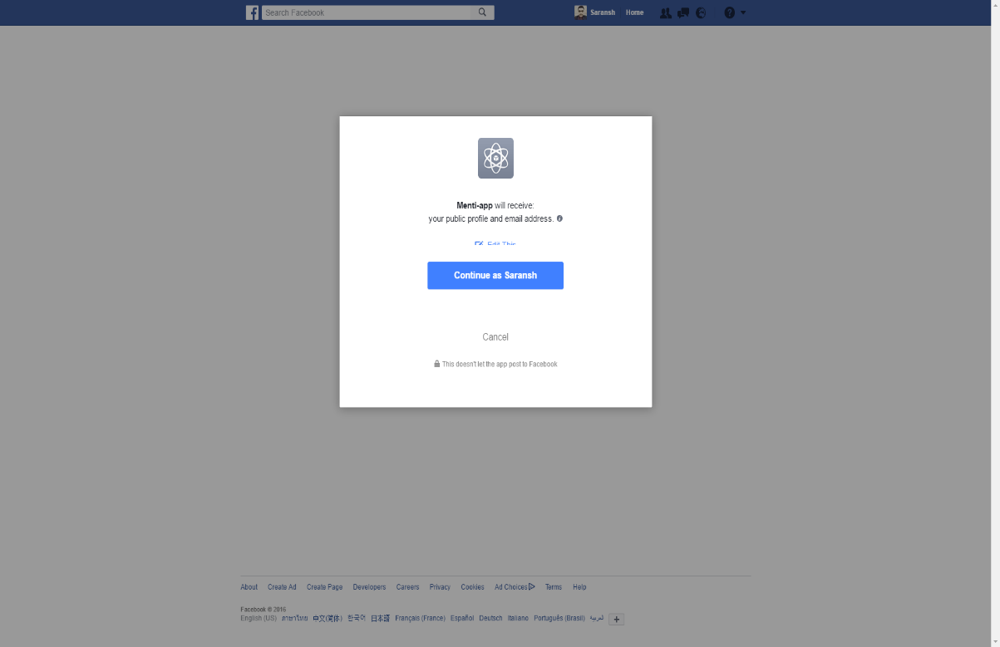 Search Facebook
Saransh Home
Menti-app will receive:
your public profile and email address.
Edit This
Continue as Saransh
Cancel
This doesn't let the app post to Facebook
About Create Ad Create Page Developers Careers Privacy Cookies Ad Choices Terms Help
Facebook © 2016
English (US) ภาษาไทย 中文(简体) 한국어 日本語 Français (France) Español Deutsch Italiano Português (Brasil) العربية